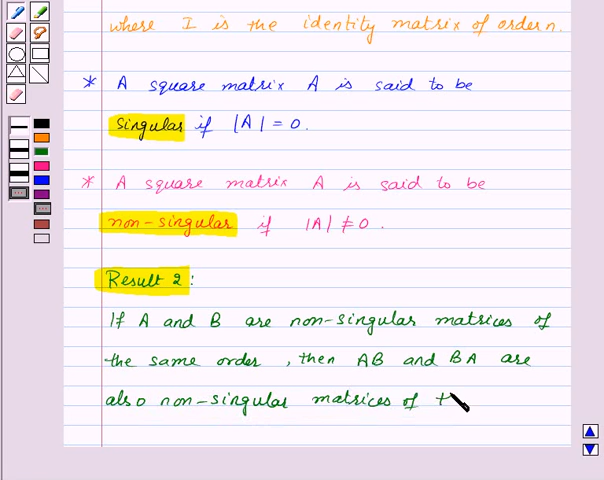 where I is the identity matrix of order n.
* A square matrix A is said to be
singular if |A| = 0.
* A square matrix A is said to be
non-singular if |A| ≠ 0.
Result 2:
If A and B are non-singular matrices of
the same order, then AB and BA are
also non-singular matrices of t